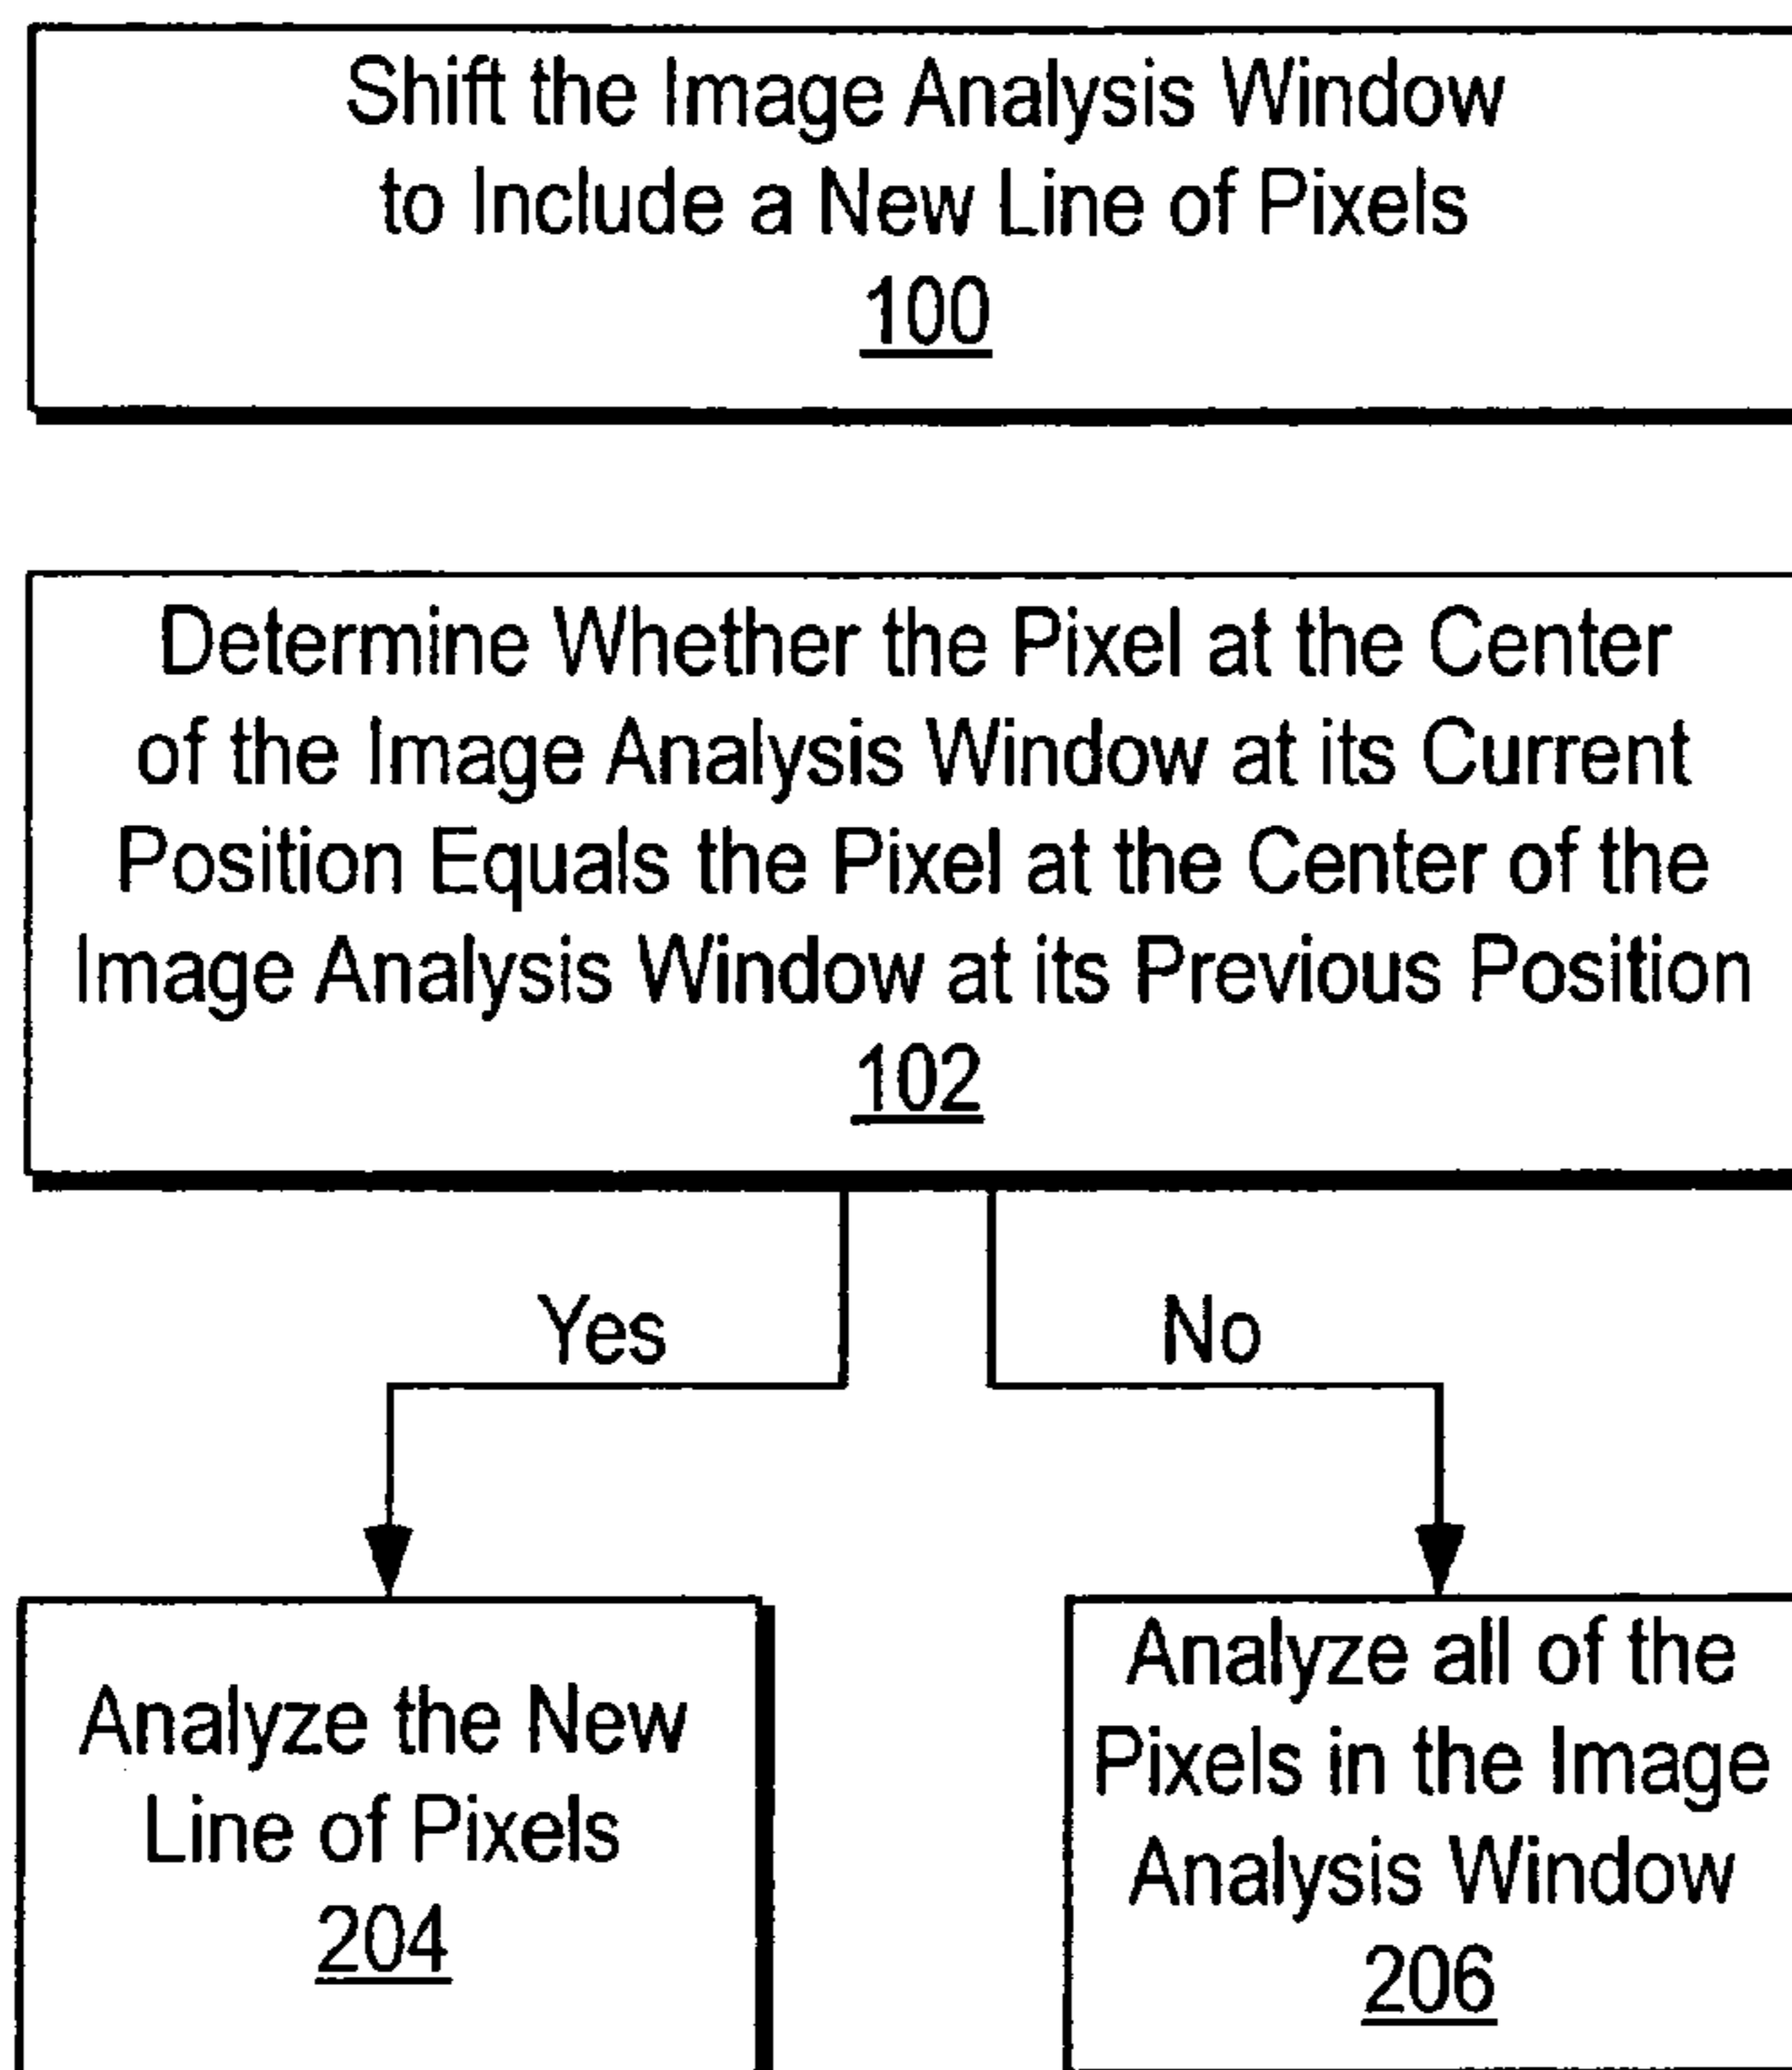 Shift the Image Analysis Window
to Include a New Line of Pixels
100
Determine Whether the Pixel at the Center
of the Image Analysis Window at its Current
Position Equals the Pixel at the Center of the
Image Analysis Window at its Previous Position
102
Yes
No
Analyze the New
Line of Pixels
204
Analyze all of the
Pixels in the Image
Analysis Window
206